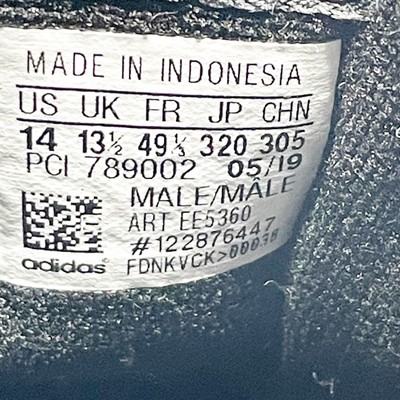 MADE IN INDONESIA
US UK FR JP CHN
14 13½ 49⅓ 320 305
PCI 789002 05/19
MALE/MÂLE
ART EE5360
#122876447
adidas FDNKVCK>00038